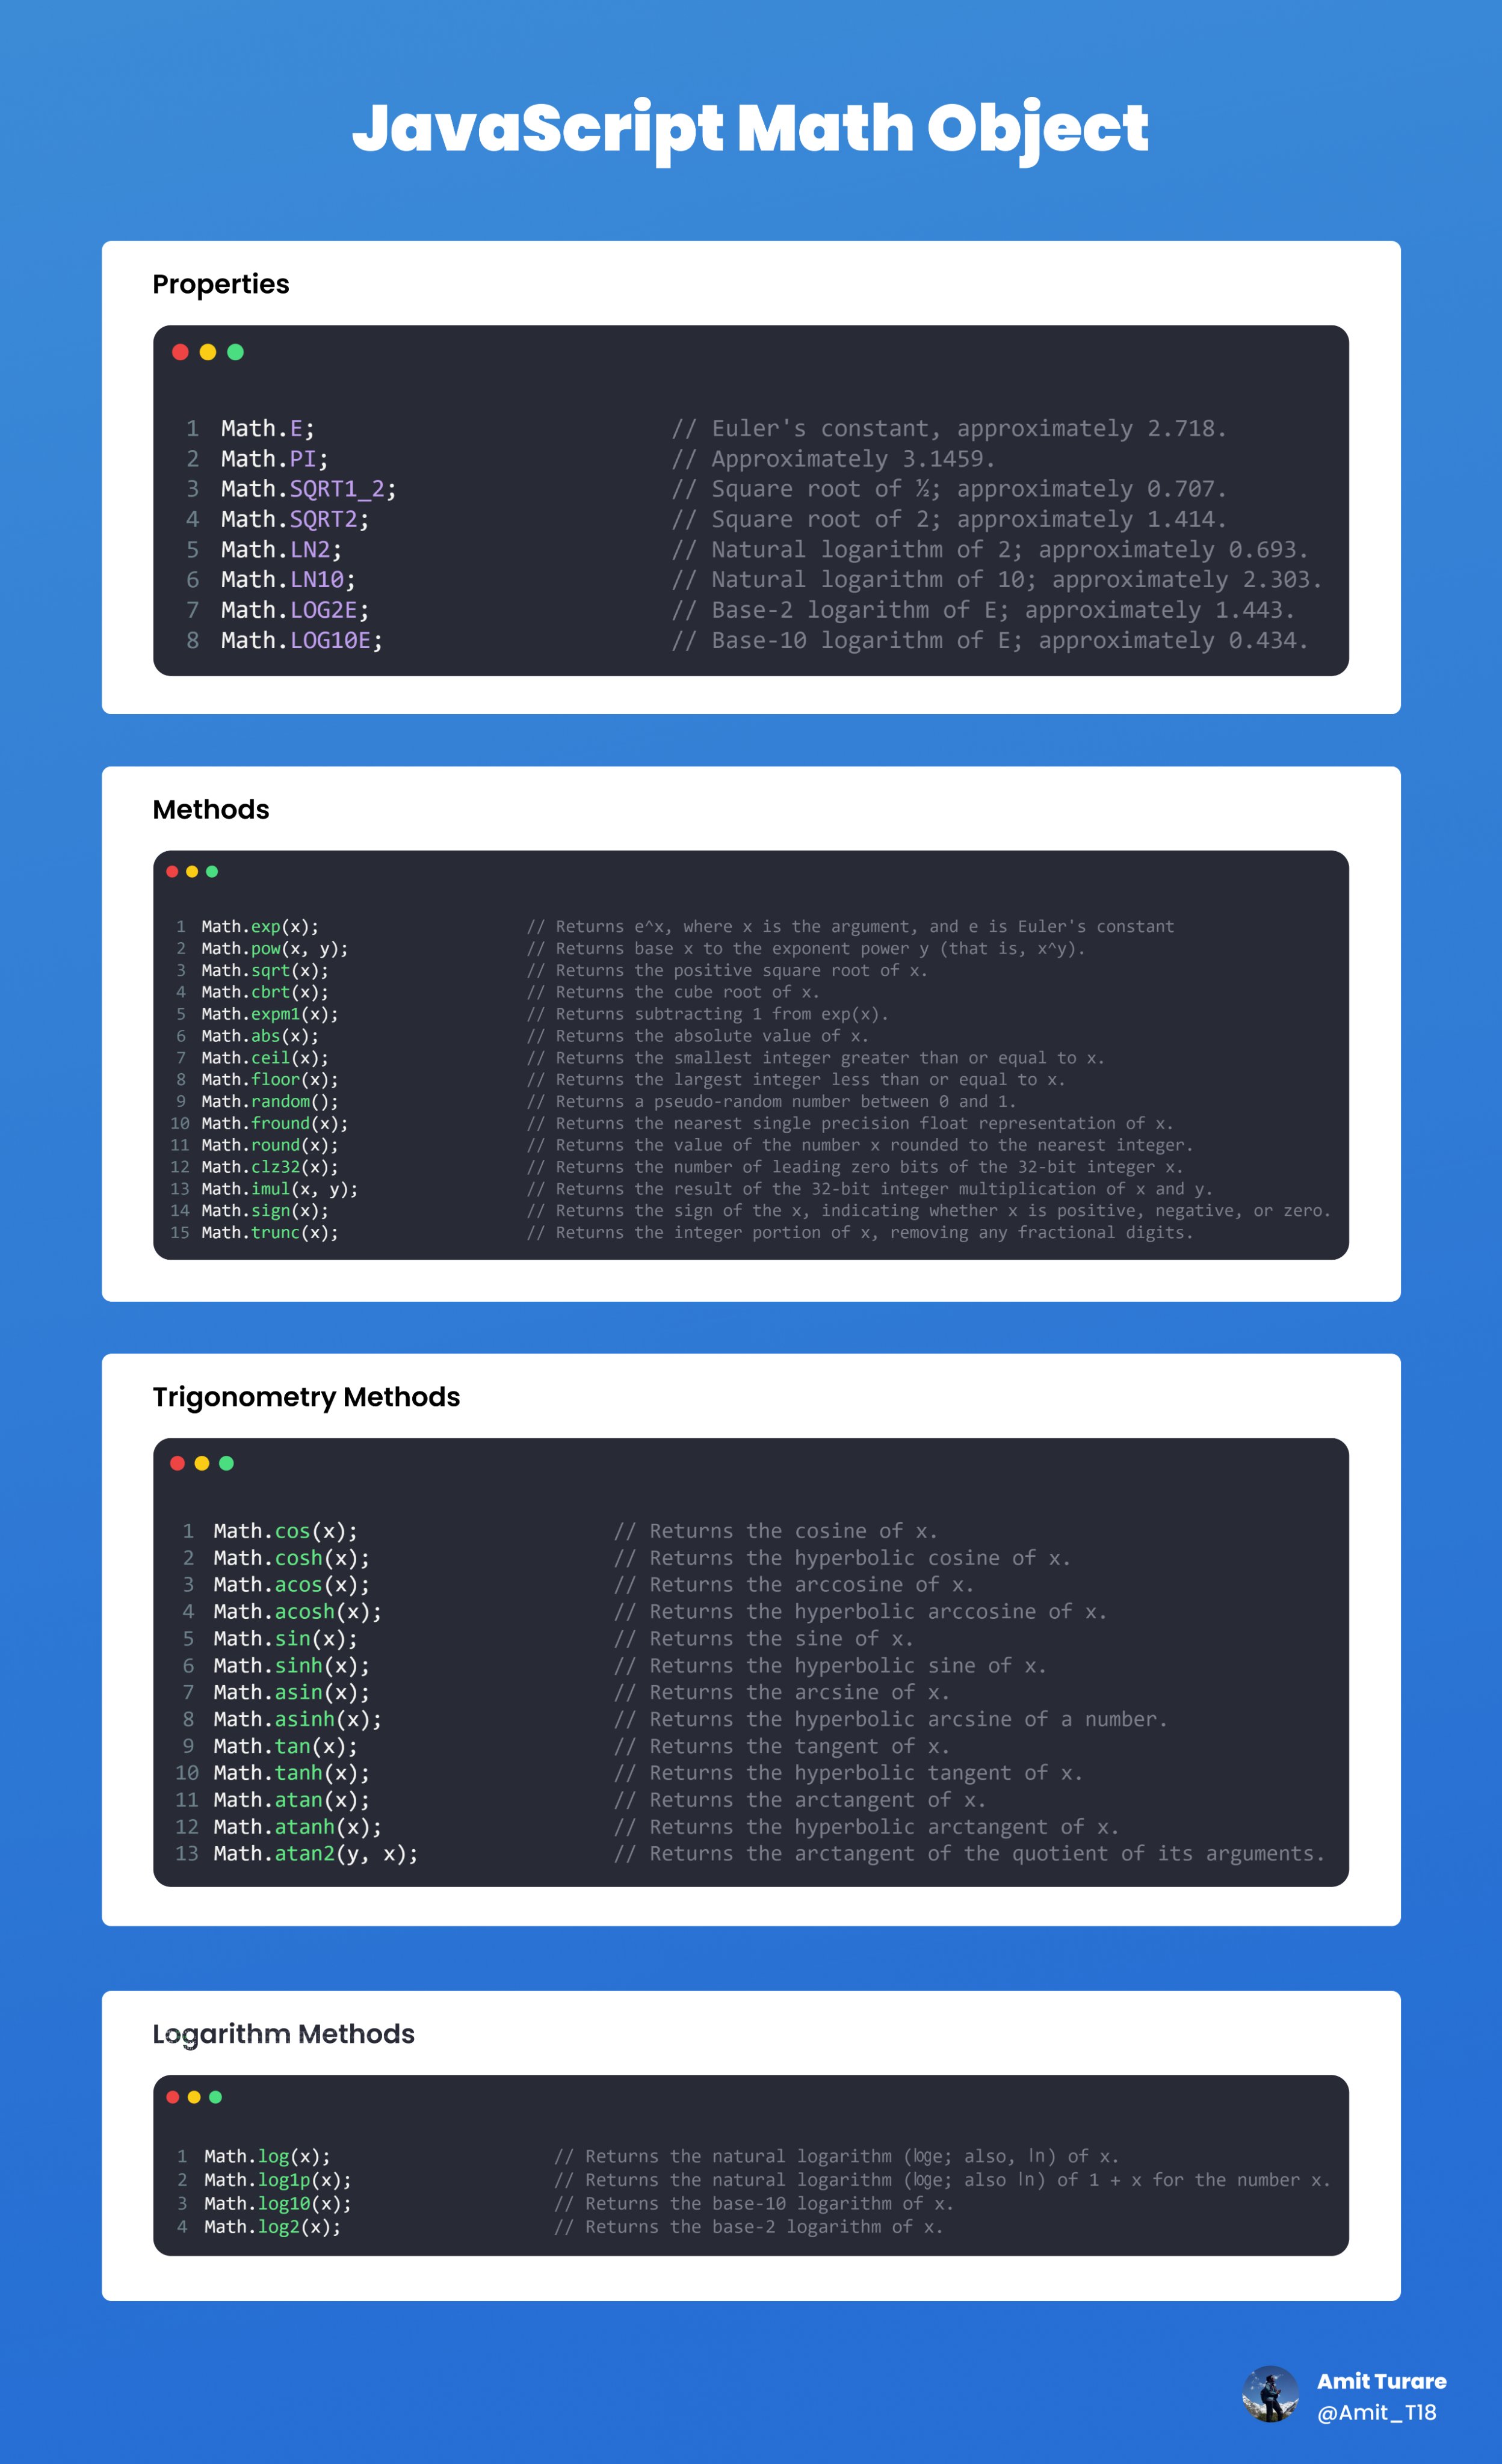 JavaScript Math Object
Properties
1 Math.E; // Euler's constant, approximately 2.718.
2 Math.PI; // Approximately 3.1459.
3 Math.SQRT1_2; // Square root of ½; approximately 0.707.
4 Math.SQRT2; // Square root of 2; approximately 1.414.
5 Math.LN2; // Natural logarithm of 2; approximately 0.693.
6 Math.LN10; // Natural logarithm of 10; approximately 2.303.
7 Math.LOG2E; // Base-2 logarithm of E; approximately 1.443.
8 Math.LOG10E; // Base-10 logarithm of E; approximately 0.434.
Methods
1 Math.exp(x); // Returns e^x, where x is the argument, and e is Euler's constant
2 Math.pow(x, y); // Returns base x to the exponent power y (that is, x^y).
3 Math.sqrt(x); // Returns the positive square root of x.
4 Math.cbrt(x); // Returns the cube root of x.
5 Math.expm1(x); // Returns subtracting 1 from exp(x).
6 Math.abs(x); // Returns the absolute value of x.
7 Math.ceil(x); // Returns the smallest integer greater than or equal to x.
8 Math.floor(x); // Returns the largest integer less than or equal to x.
9 Math.random(); // Returns a pseudo-random number between 0 and 1.
10 Math.fround(x); // Returns the nearest single precision float representation of x.
11 Math.round(x); // Returns the value of the number x rounded to the nearest integer.
12 Math.clz32(x); // Returns the number of leading zero bits of the 32-bit integer x.
13 Math.imul(x, y); // Returns the result of the 32-bit integer multiplication of x and y.
14 Math.sign(x); // Returns the sign of the x, indicating whether x is positive, negative, or zero.
15 Math.trunc(x); // Returns the integer portion of x, removing any fractional digits.
Trigonometry Methods
1 Math.cos(x); // Returns the cosine of x.
2 Math.cosh(x); // Returns the hyperbolic cosine of x.
3 Math.acos(x); // Returns the arccosine of x.
4 Math.acosh(x); // Returns the hyperbolic arccosine of x.
5 Math.sin(x); // Returns the sine of x.
6 Math.sinh(x); // Returns the hyperbolic sine of x.
7 Math.asin(x); // Returns the arcsine of x.
8 Math.asinh(x); // Returns the hyperbolic arcsine of a number.
9 Math.tan(x); // Returns the tangent of x.
10 Math.tanh(x); // Returns the hyperbolic tangent of x.
11 Math.atan(x); // Returns the arctangent of x.
12 Math.atanh(x); // Returns the hyperbolic arctangent of x.
13 Math.atan2(y, x); // Returns the arctangent of the quotient of its arguments.
Logarithm Methods
1 Math.log(x); // Returns the natural logarithm (㏒e; also, ㏑) of x.
2 Math.log1p(x); // Returns the natural logarithm (㏒e; also ㏑) of 1 + x for the number x.
3 Math.log10(x); // Returns the base-10 logarithm of x.
4 Math.log2(x); // Returns the base-2 logarithm of x.
Amit Turare
@Amit_T18